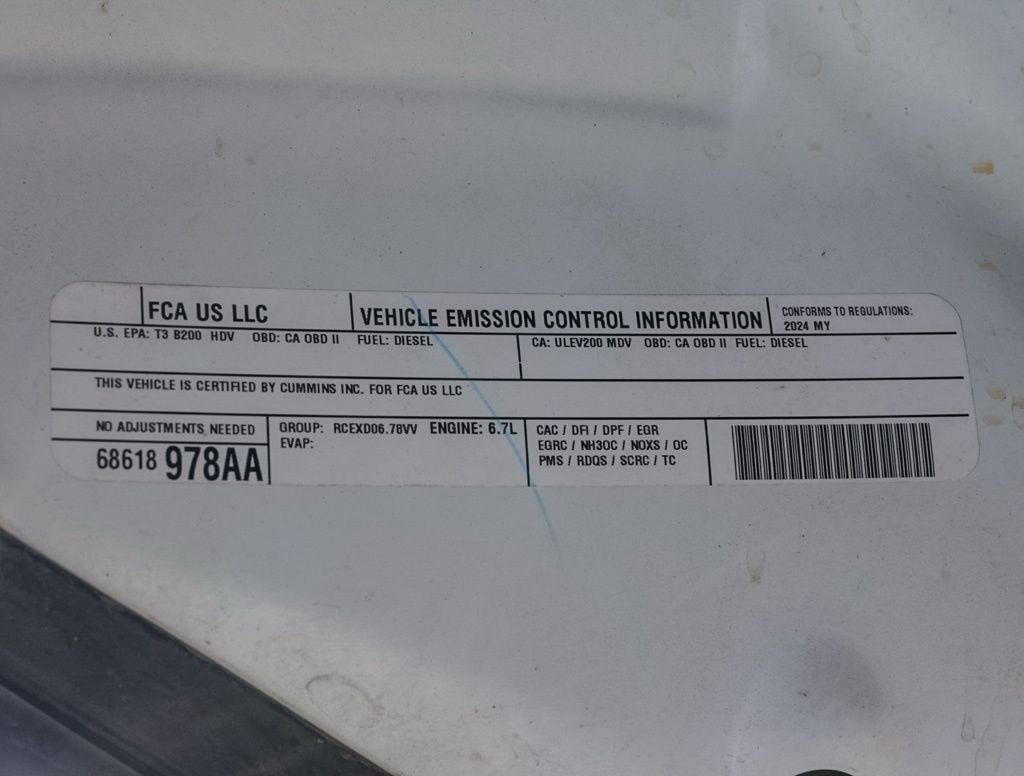 FCA US LLC
VEHICLE EMISSION CONTROL INFORMATION
CONFORMS TO REGULATIONS:
2024 MY
U.S. EPA: T3 B200 HDV OBD: CA OBD II FUEL: DIESEL
CA: ULEV200 MDV OBD: CA OBD II FUEL: DIESEL
THIS VEHICLE IS CERTIFIED BY CUMMINS INC. FOR FCA US LLC
NO ADJUSTMENTS NEEDED
68618 978AA
GROUP: RCEXD06.78VV ENGINE: 6.7L
EVAP:
CAC / DFI / DPF / EGR
EGRC / NH3OC / NOXS / OC
PMS / RDQS / SCRC / TC